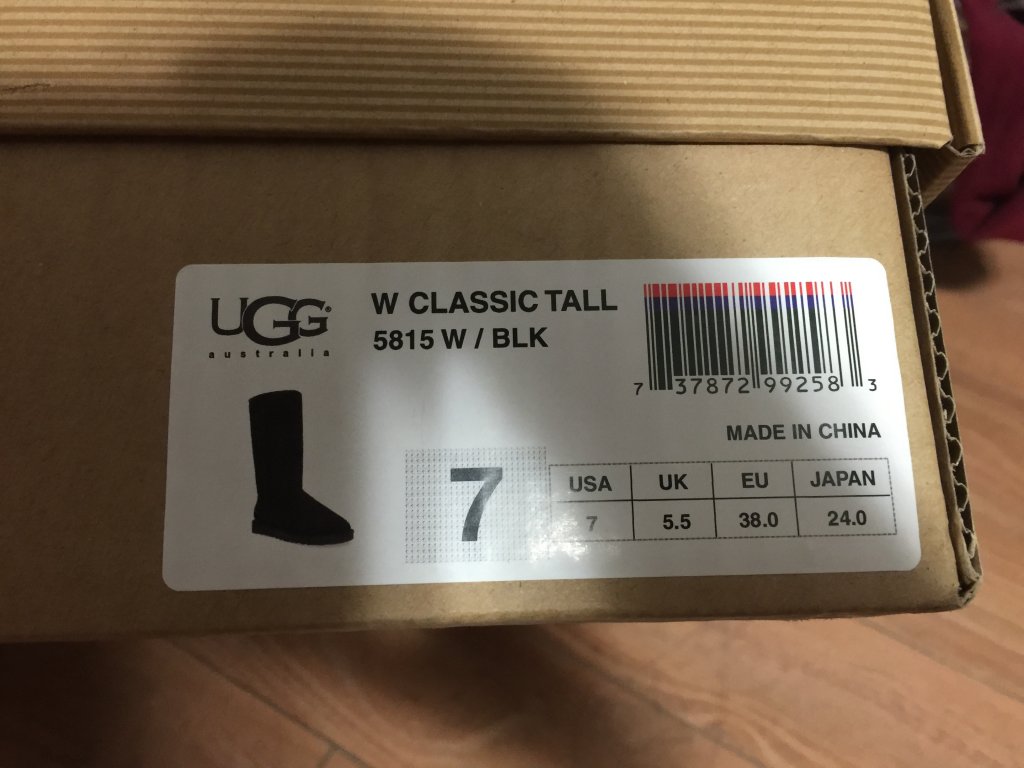 UGG®
australia
W CLASSIC TALL
5815 W / BLK
7 37872 99258 3
MADE IN CHINA
7
USA UK EU JAPAN
7 5.5 38.0 24.0